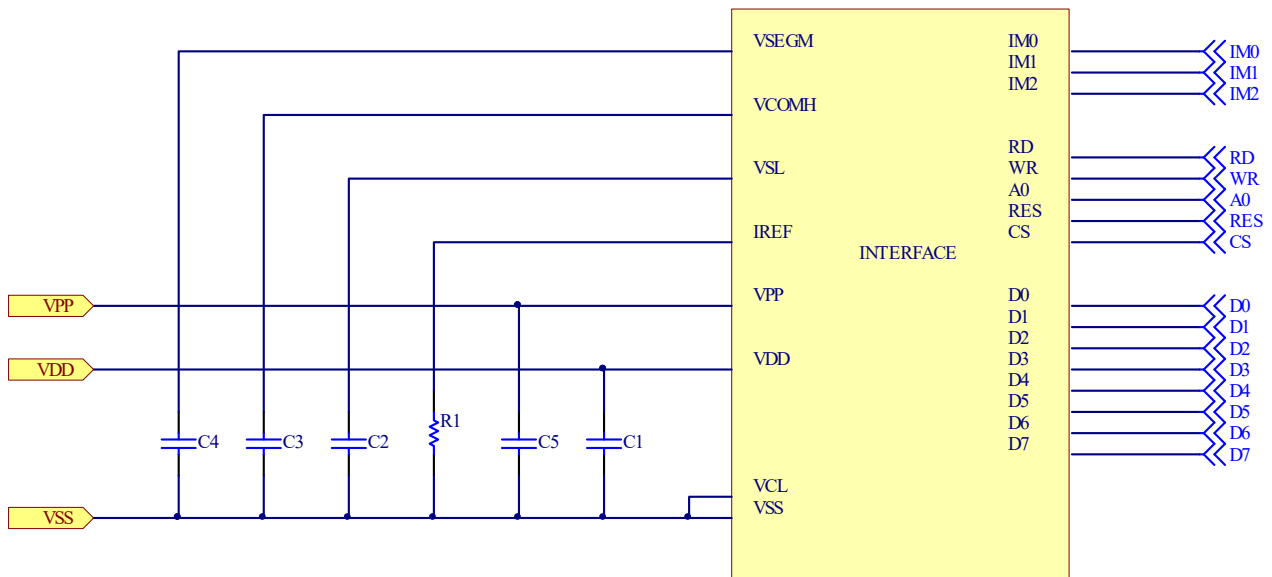 VSEGM IM0 IM0
IM1 IM1
IM2 IM2
VCOMH
RD RD
VSL WR WR
A0 A0
RES RES
IREF CS CS
INTERFACE
VPP VPP D0 D0
D1 D1
D2 D2
VDD VDD D3 D3
D4 D4
D5 D5
C4 C3 C2 R1 C5 C1 D6 D6
D7 D7
VCL
VSS VSS